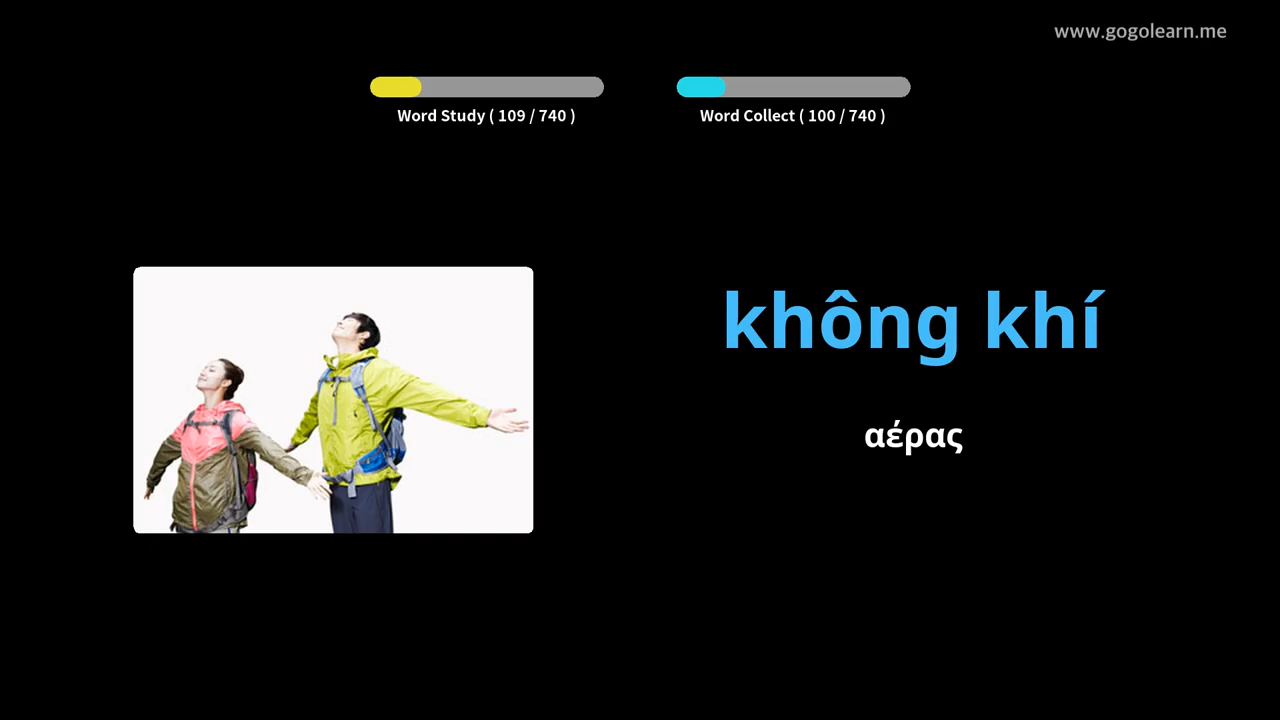 www.gogolearn.me
Word Study ( 109 / 740 )
Word Collect ( 100 / 740 )
không khí
αέρας